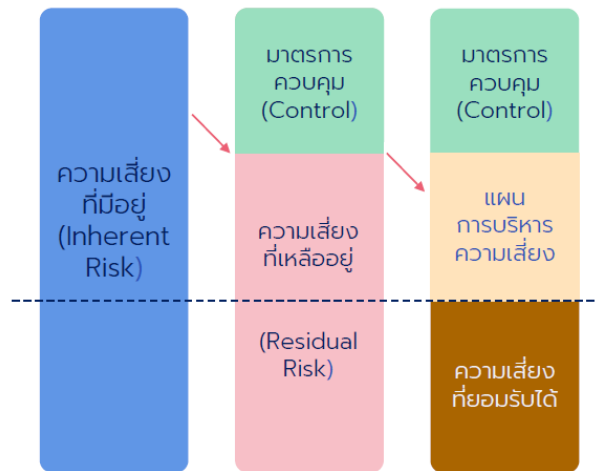 ความเสี่ยง
ที่มีอยู่
(Inherent
Risk)
มาตรการ
ควบคุม
(Control)
ความเสี่ยง
ที่เหลืออยู่
(Residual
Risk)
มาตรการ
ควบคุม
(Control)
แผน
การบริหาร
ความเสี่ยง
ความเสี่ยง
ที่ยอมรับได้